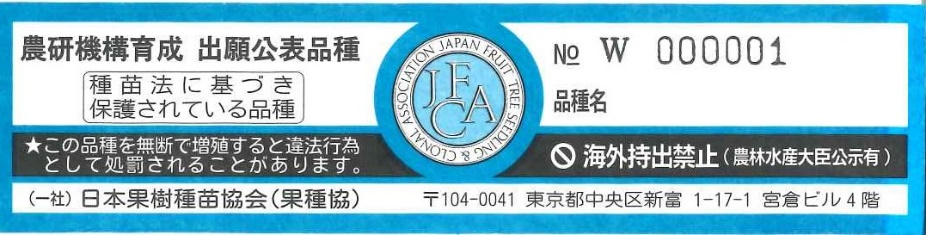 農研機構育成 出願公表品種
種苗法に基づき
保護されている品種
★この品種を無断で増殖すると違法行為
として処罰されることがあります。
(一社)日本果樹種苗協会(果種協)
JAPAN FRUIT TREE SEEDLING & CLONAL ASSOCIATION
JFCA
№ W 000001
品種名
海外持出禁止(農林水産大臣公示有)
〒104-0041 東京都中央区新富 1-17-1 宮倉ビル4階